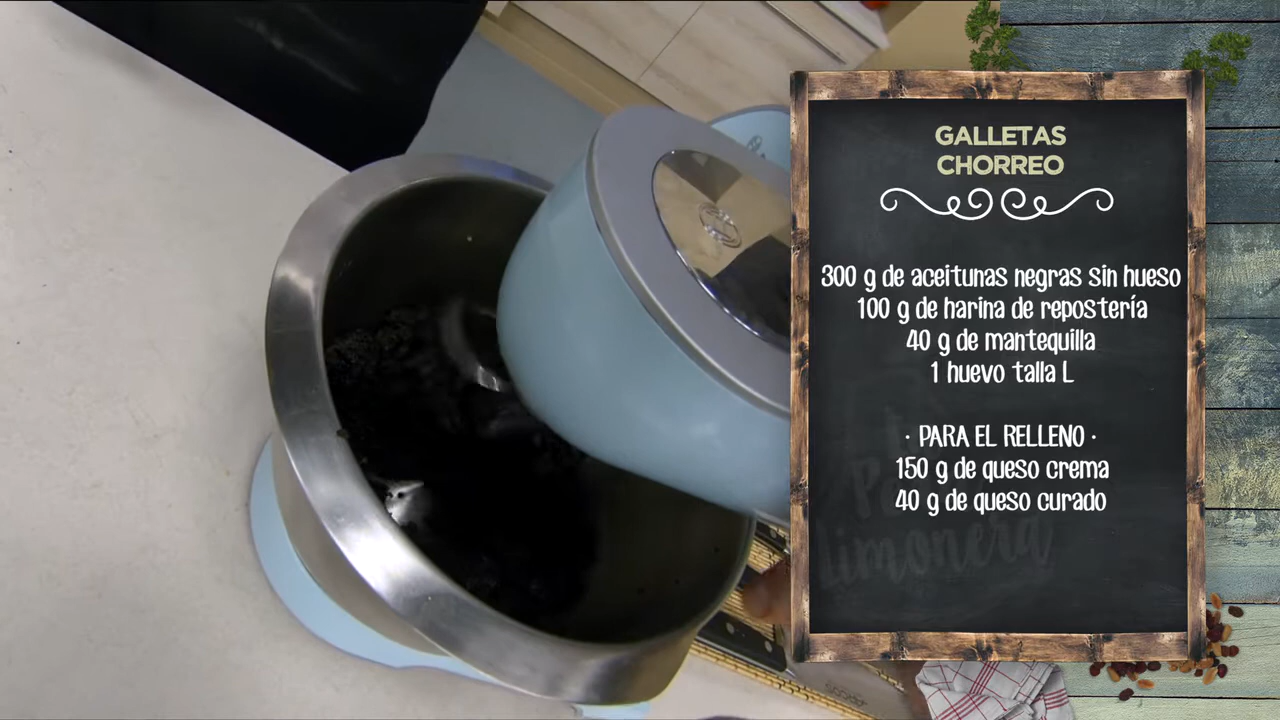 GALLETAS
CHORREO
300 g de aceitunas negras sin hueso
100 g de harina de repostería
40 g de mantequilla
1 huevo talla L
· PARA EL RELLENO ·
150 g de queso crema
40 g de queso curado
limonera